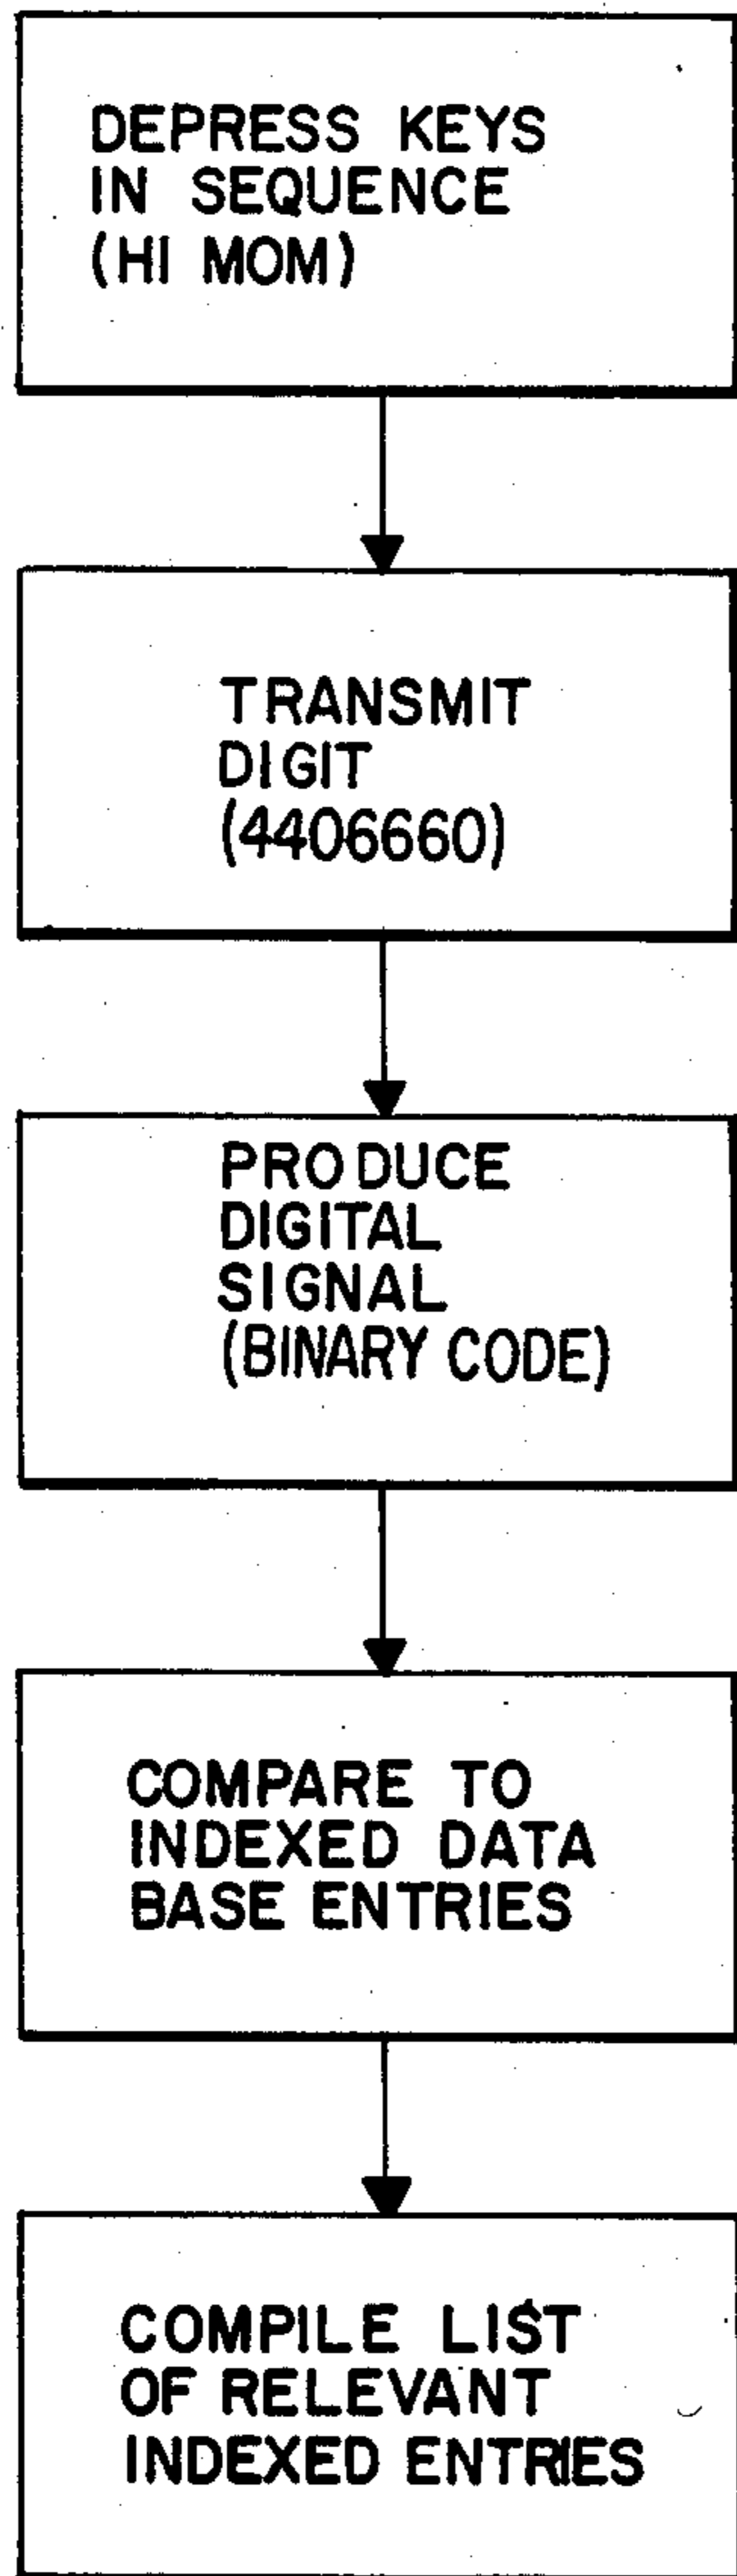 DEPRESS KEYS
IN SEQUENCE
(HI MOM)
TRANSMIT
DIGIT
(4406660)
PRODUCE
DIGITAL
SIGNAL
(BINARY CODE)
COMPARE TO
INDEXED DATA
BASE ENTRIES
COMPILE LIST
OF RELEVANT
INDEXED ENTRIES